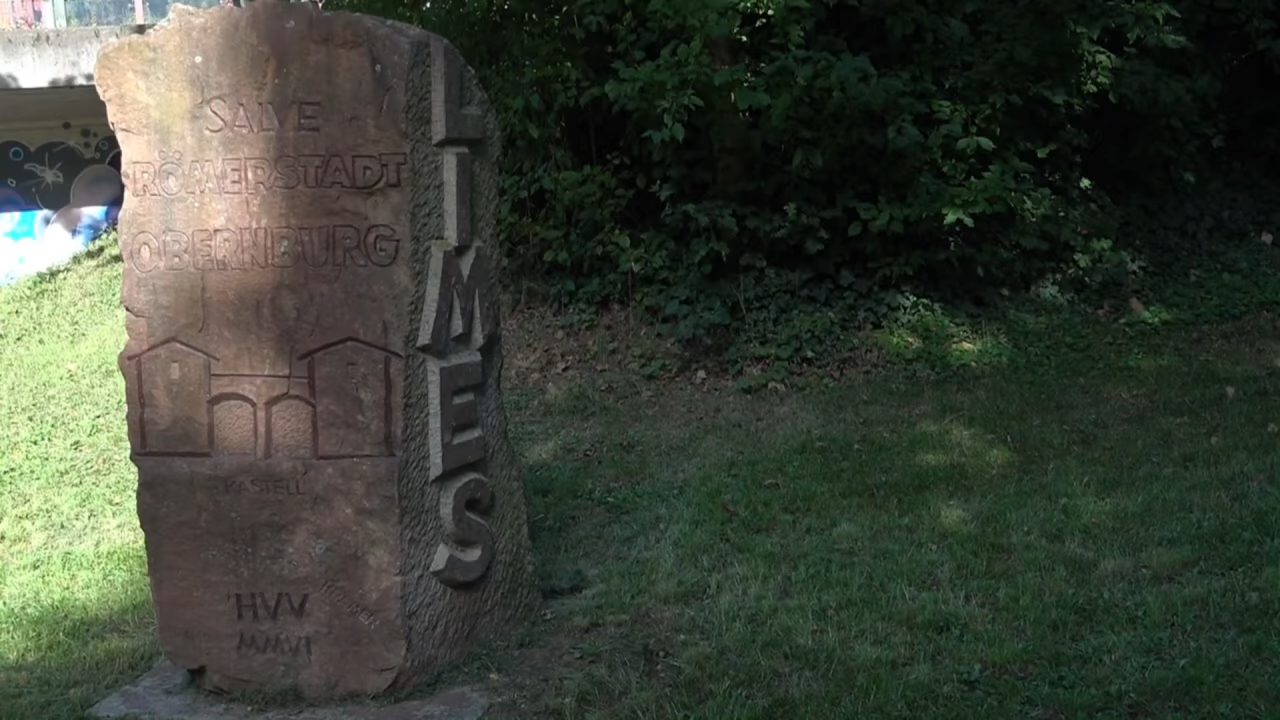 SALVE
RÖMERSTADT
OBERNBURG
KASTELL
HVV
MMVI
LIMES